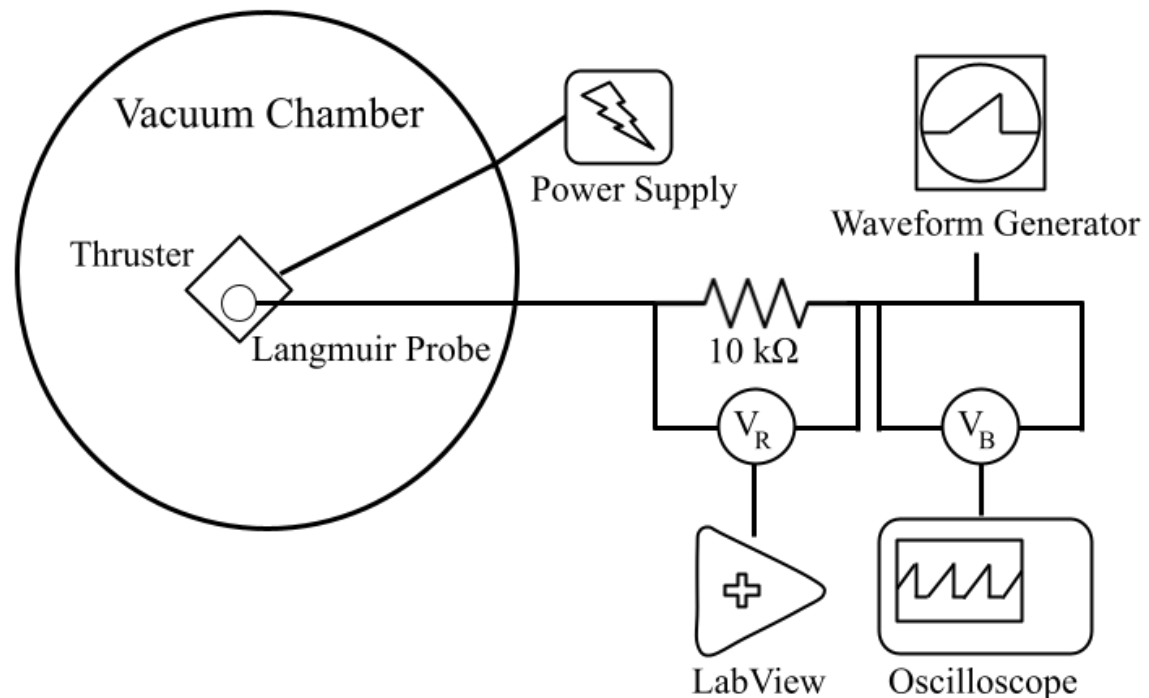 Vacuum Chamber
Power Supply
Waveform Generator
Thruster
Langmuir Probe
10 kΩ
V_R
V_B
LabView
Oscilloscope